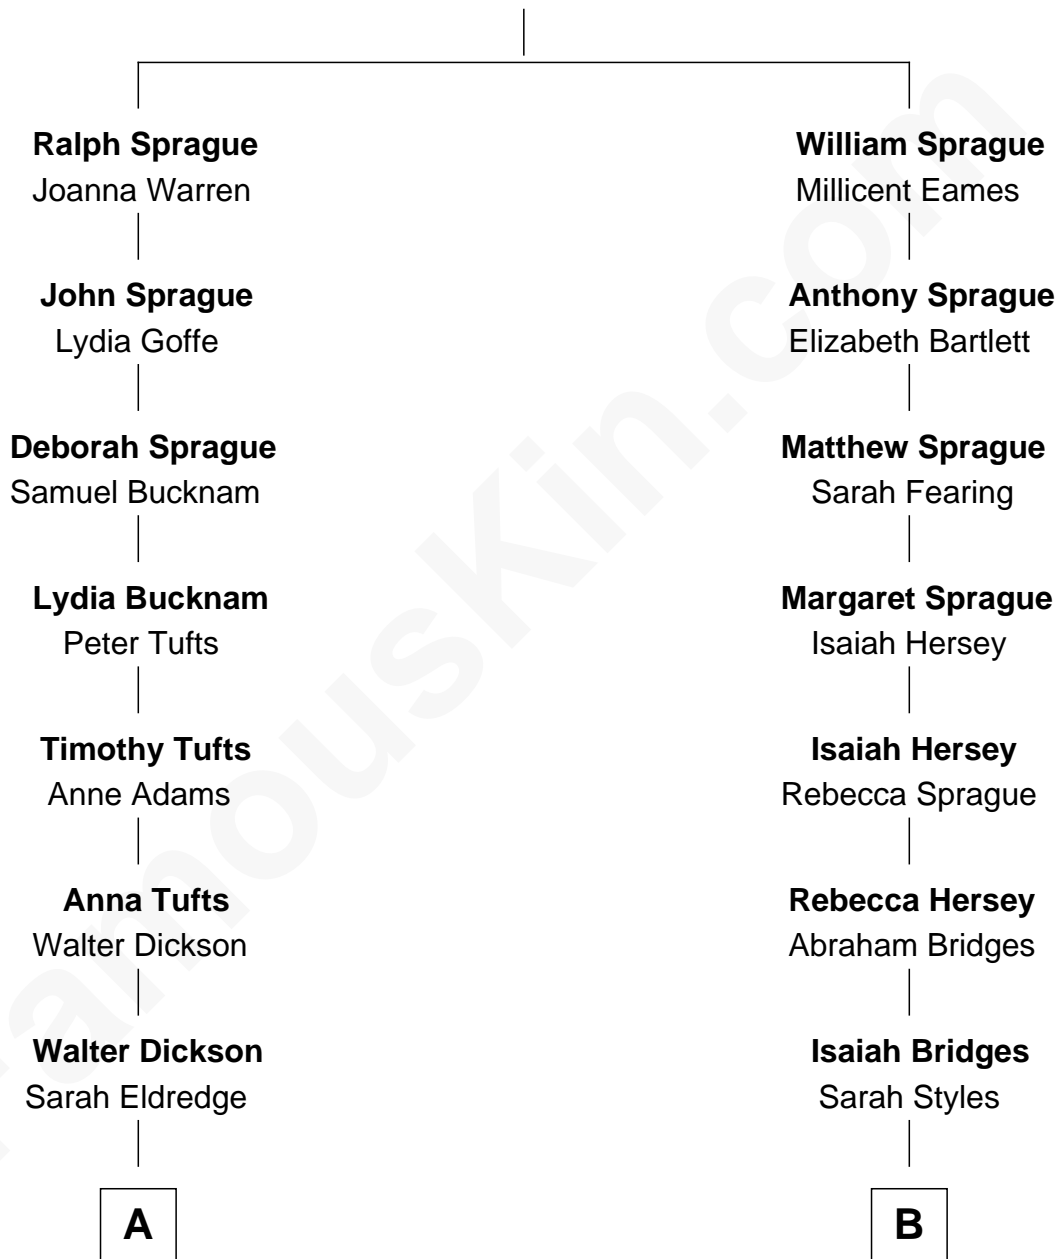 Ralph Sprague
Joanna Warren
John Sprague
Lydia Goffe
Deborah Sprague
Samuel Bucknam
Lydia Bucknam
Peter Tufts
Timothy Tufts
Anne Adams
Anna Tufts
Walter Dickson
Walter Dickson
Sarah Eldredge
A
William Sprague
Millicent Eames
Anthony Sprague
Elizabeth Bartlett
Matthew Sprague
Sarah Fearing
Margaret Sprague
Isaiah Hersey
Isaiah Hersey
Rebecca Sprague
Rebecca Hersey
Abraham Bridges
Isaiah Bridges
Sarah Styles
B
FamousKin.com